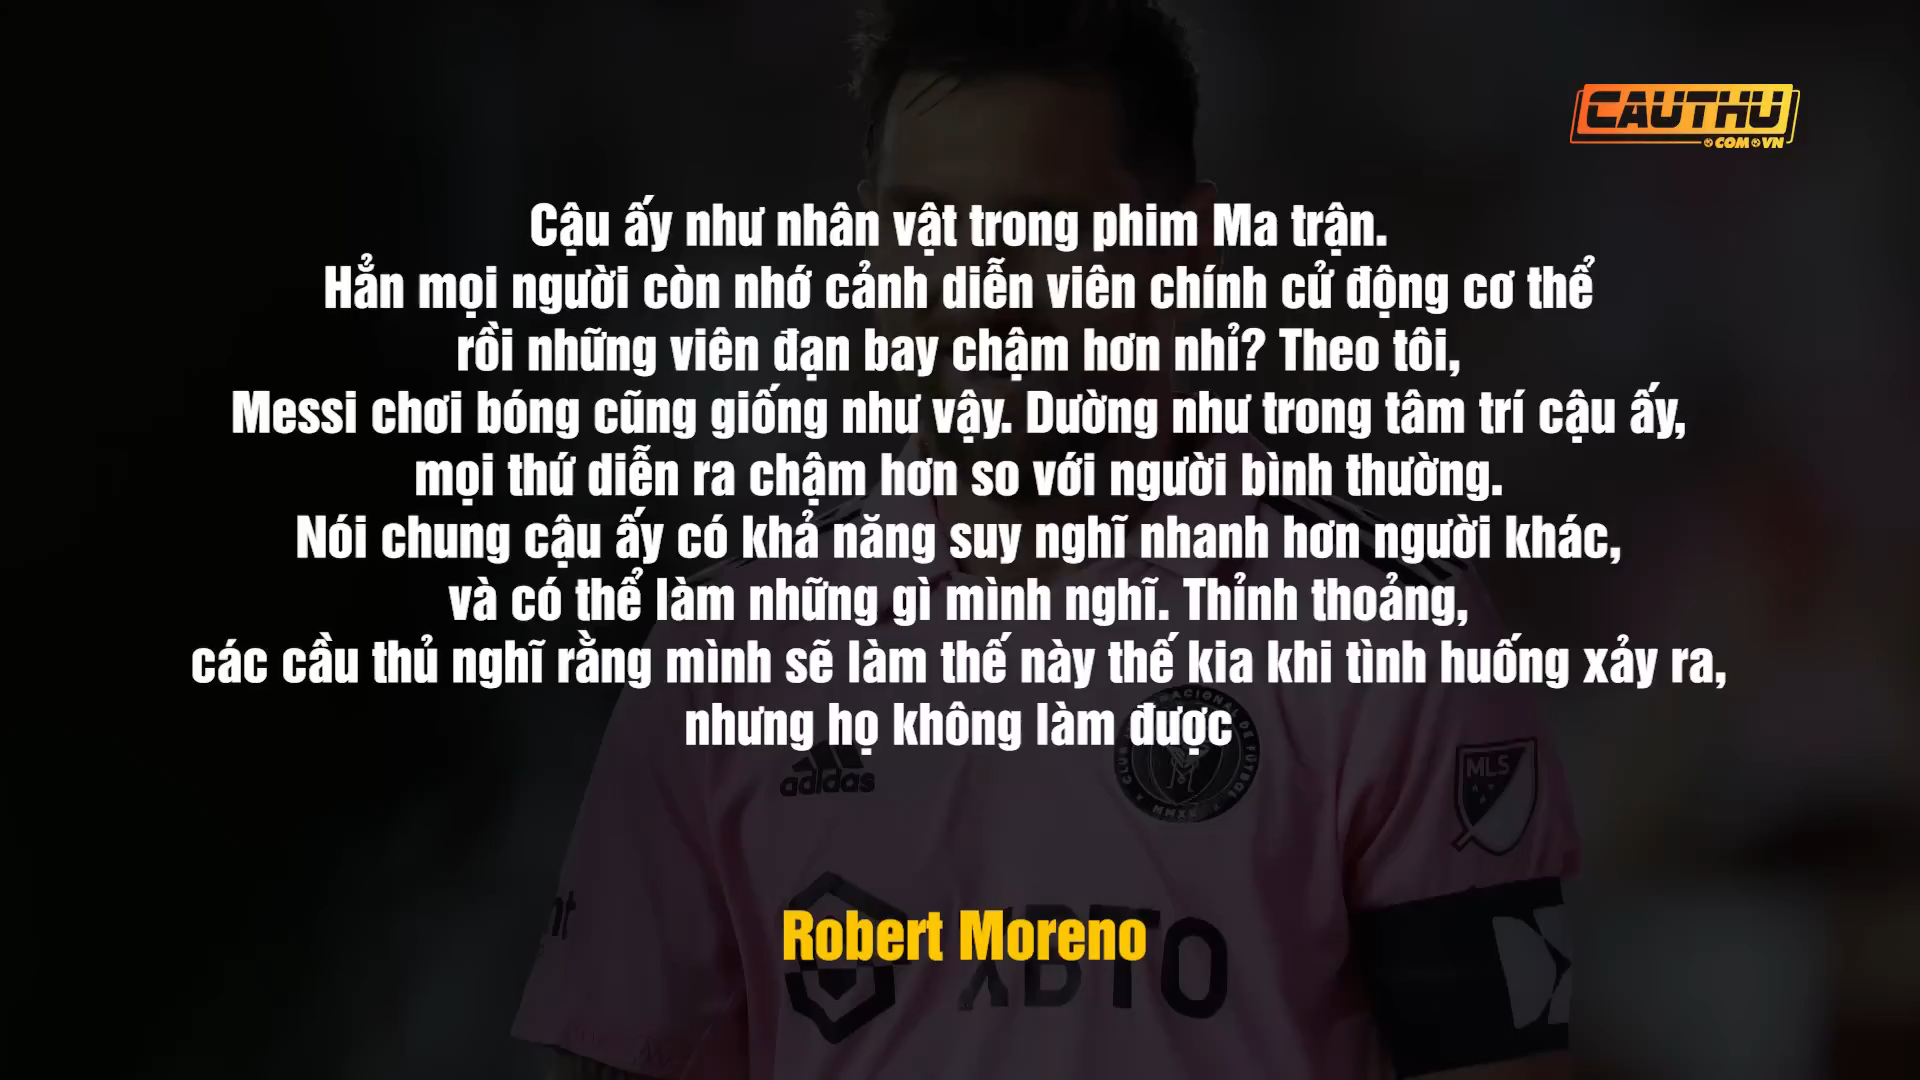 CAUTHU
COM VN
Cậu ấy như nhân vật trong phim Ma trận.
Hẳn mọi người còn nhớ cảnh diễn viên chính cử động cơ thể
rồi những viên đạn bay chậm hơn nhỉ? Theo tôi,
Messi chơi bóng cũng giống như vậy. Dường như trong tâm trí cậu ấy,
mọi thứ diễn ra chậm hơn so với người bình thường.
Nói chung cậu ấy có khả năng suy nghĩ nhanh hơn người khác,
và có thể làm những gì mình nghĩ. Thỉnh thoảng,
các cầu thủ nghĩ rằng mình sẽ làm thế này thế kia khi tình huống xảy ra,
nhưng họ không làm được
adidas
MLS
Robert Moreno
XBTO